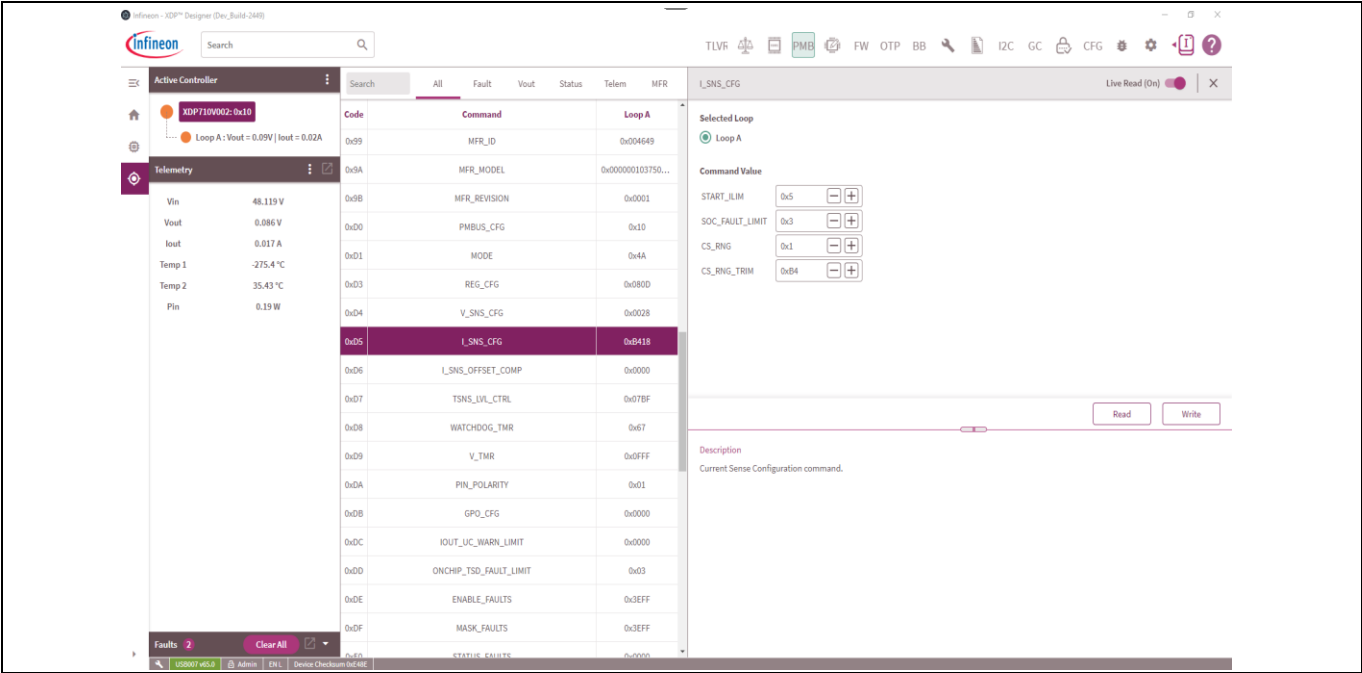 Infineon - XDP™ Designer (Dev_Build-2449)
infineon
Search
TLVR
PMB
FW OTP BB
I2C GC
CFG
Active Controller
XDP710V002: 0x10
Loop A : Vout = 0.09V | Iout = 0.02A
Telemetry
Vin 48.119 V
Vout 0.086 V
Iout 0.017 A
Temp 1 -275.4 °C
Temp 2 35.43 °C
Pin 0.19 W
Faults 2 Clear All
Search All Fault Vout Status Telem MFR
Code Command Loop A
0x99 MFR_ID 0x004649
0x9A MFR_MODEL 0x000000103750...
0x9B MFR_REVISION 0x0001
0xD0 PMBUS_CFG 0x10
0xD1 MODE 0x4A
0xD3 REG_CFG 0x080D
0xD4 V_SNS_CFG 0x0028
0xD5 I_SNS_CFG 0xB418
0xD6 I_SNS_OFFSET_COMP 0x0000
0xD7 TSNS_LVL_CTRL 0x07BF
0xD8 WATCHDOG_TMR 0x67
0xD9 V_TMR 0x0FFF
0xDA PIN_POLARITY 0x01
0xDB GPO_CFG 0x0000
0xDC IOUT_UC_WARN_LIMIT 0x0000
0xDD ONCHIP_TSD_FAULT_LIMIT 0x03
0xDE ENABLE_FAULTS 0x3EFF
0xDF MASK_FAULTS 0x3EFF
STATUS_FAULTS 0x0000
I_SNS_CFG Live Read (On)
Selected Loop
Loop A
Command Value
START_ILIM 0x5
SOC_FAULT_LIMIT 0x3
CS_RNG 0x1
CS_RNG_TRIM 0xB4
Read Write
Description
Current Sense Configuration command.
USB007 v65.0 Admin EN L Device Checksum 0xE48E